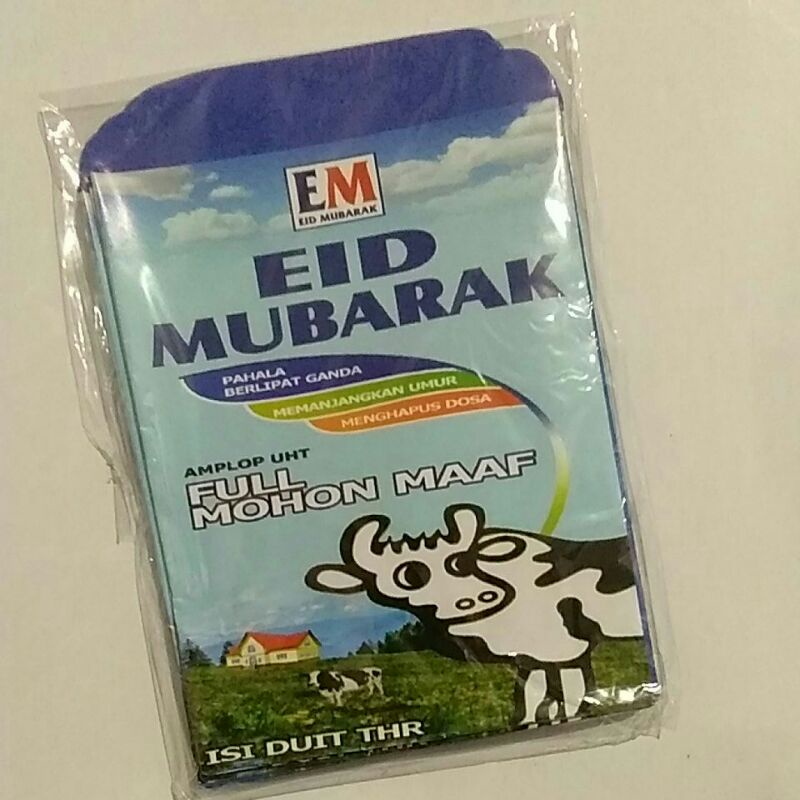 EM
EID MUBARAK
EID
MUBARAK
PAHALA
BERLIPAT GANDA
MEMANJANGKAN UMUR
MENGHAPUS DOSA
AMPLOP UHT
FULL
MOHON MAAF
ISI DUIT THR